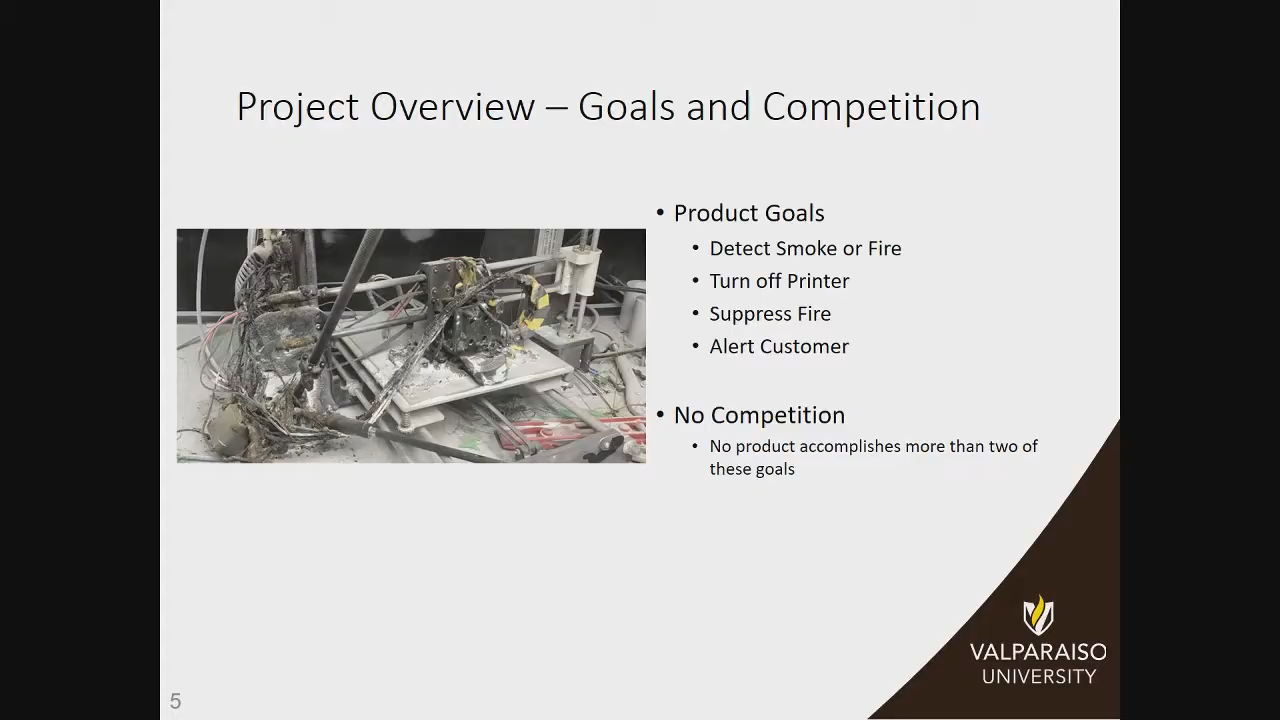 Project Overview – Goals and Competition
• Product Goals
• Detect Smoke or Fire
• Turn off Printer
• Suppress Fire
• Alert Customer
• No Competition
• No product accomplishes more than two of
these goals
VALPARAISO
UNIVERSITY
5